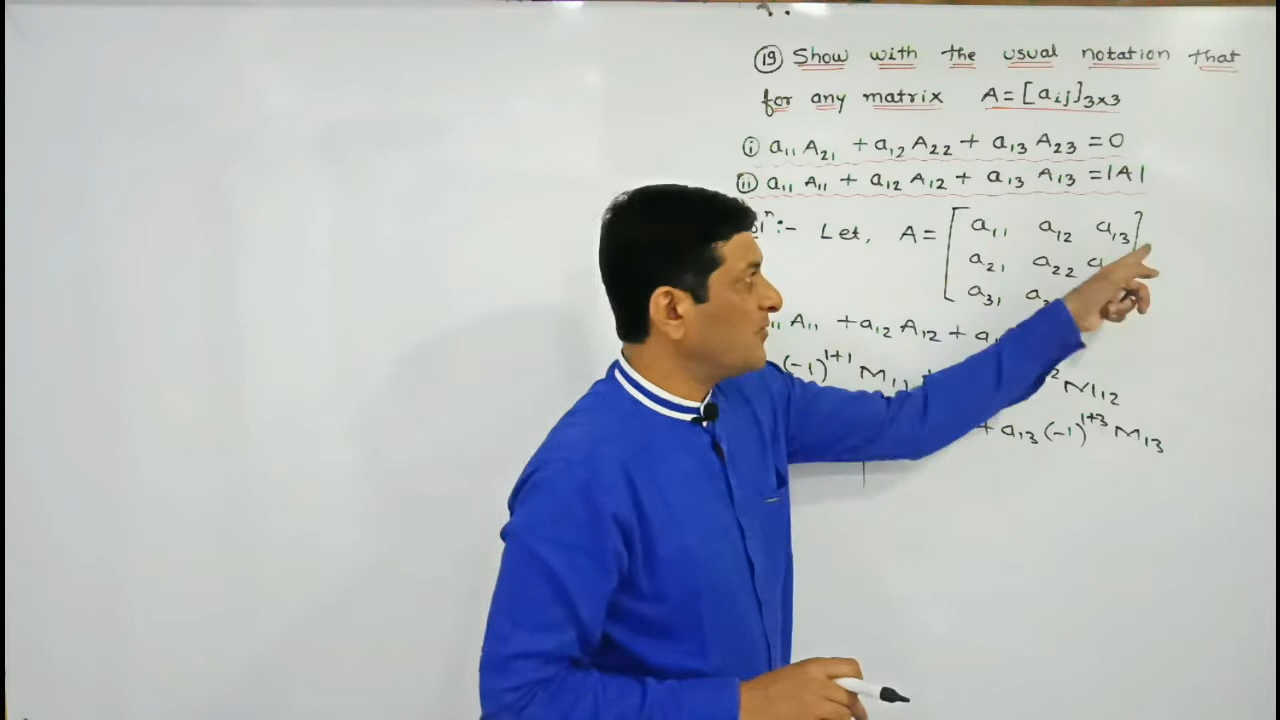 (19) Show with the usual notation that
for any matrix A = [aij]3×3
(i) a11 A21 + a12 A22 + a13 A23 = 0
(ii) a11 A11 + a12 A12 + a13 A13 = |A|
:- Let, A = [ a11 a12 a13 ]
a21 a22
a31
A11 + a12 A12 +
(-1)^1+1 M11 M12
+ a13 (-1)^1+3 M13